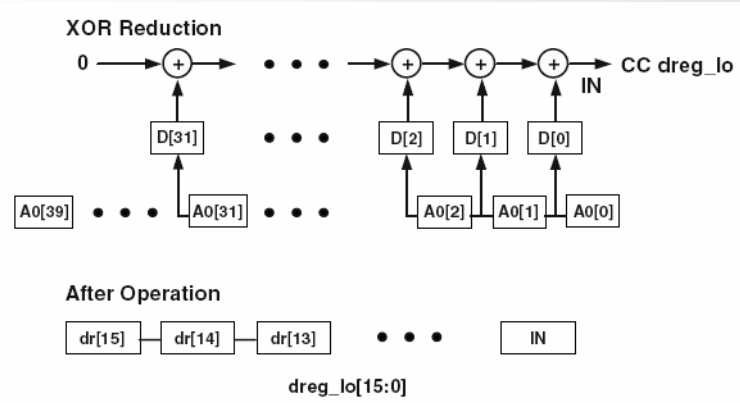 XOR Reduction
0 + + + + CC dreg_lo
IN
D[31] D[2] D[1] D[0]
A0[39] A0[31] A0[2] A0[1] A0[0]
After Operation
dr[15] dr[14] dr[13] IN
dreg_lo[15:0]